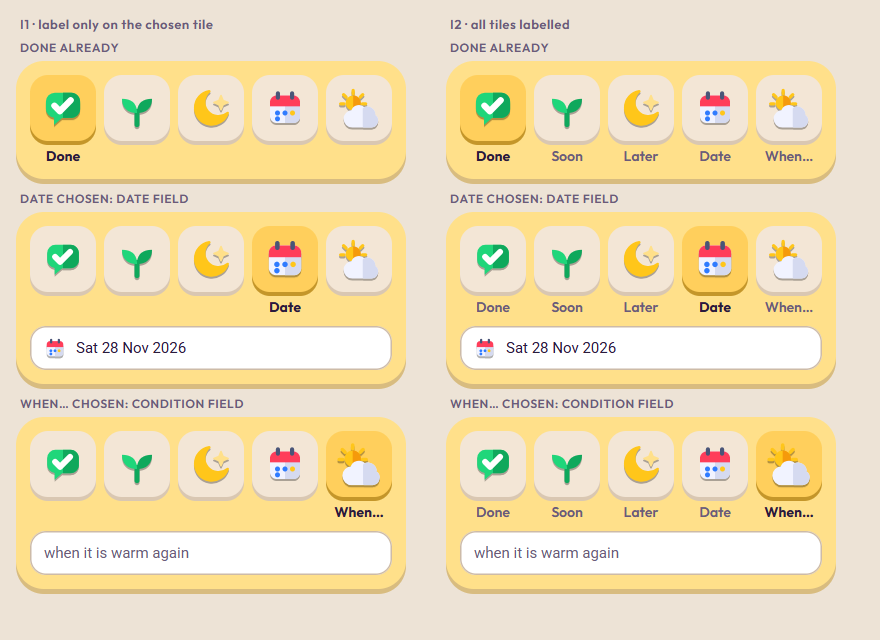 I1 · label only on the chosen tile
DONE ALREADY
Done
DATE CHOSEN: DATE FIELD
Date
Sat 28 Nov 2026
WHEN... CHOSEN: CONDITION FIELD
When...
when it is warm again
I2 · all tiles labelled
DONE ALREADY
Done Soon Later Date When...
DATE CHOSEN: DATE FIELD
Done Soon Later Date When...
Sat 28 Nov 2026
WHEN... CHOSEN: CONDITION FIELD
Done Soon Later Date When...
when it is warm again